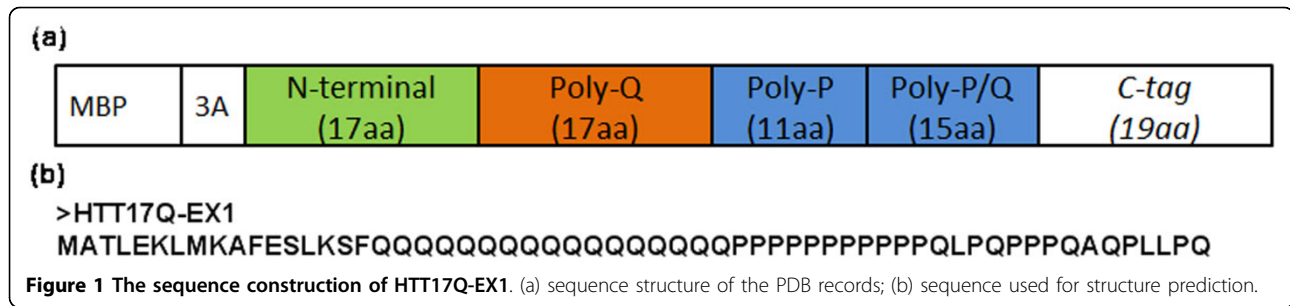 (a)
MBP 3A N-terminal (17aa) Poly-Q (17aa) Poly-P (11aa) Poly-P/Q (15aa) C-tag (19aa)
(b)
>HTT17Q-EX1
MATLEKLMKAFESLKSFQQQQQQQQQQQQQQQQQPPPPPPPPPPPQLPQPPPQAQPLLPQ
Figure 1 The sequence construction of HTT17Q-EX1. (a) sequence structure of the PDB records; (b) sequence used for structure prediction.